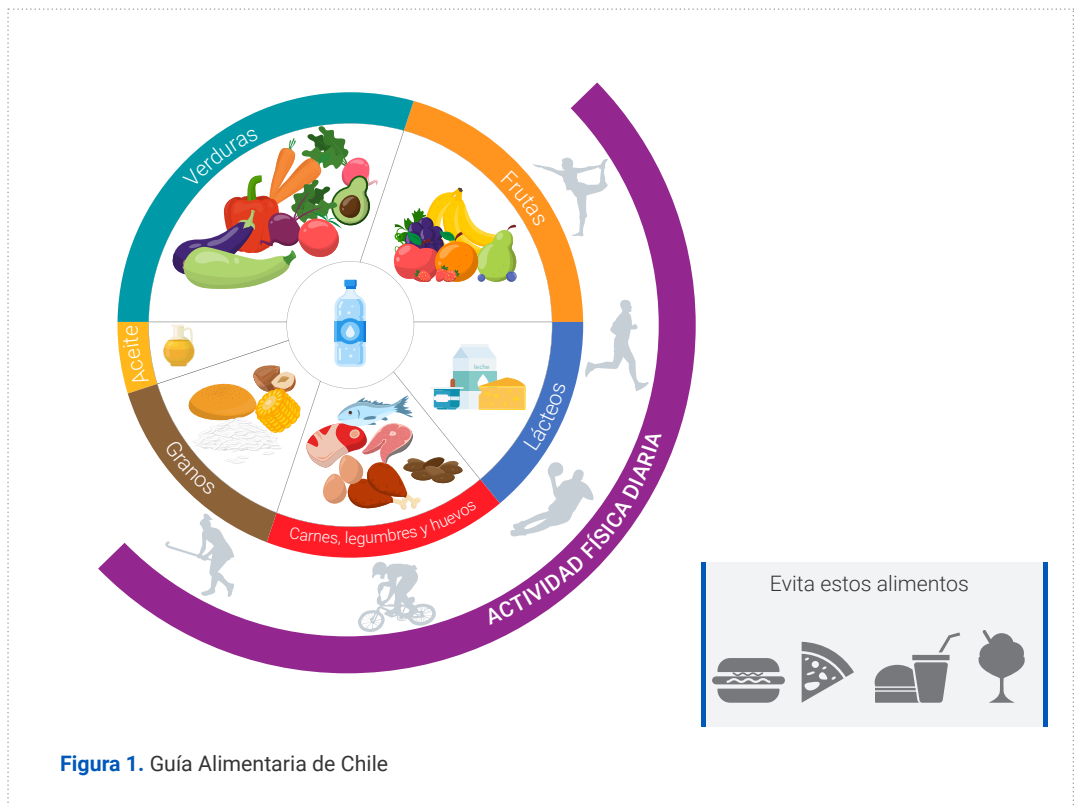 Verduras
Frutas
Aceite
leche
Lácteos
Granos
Carnes, legumbres y huevos
ACTIVIDAD FÍSICA DIARIA
Evita estos alimentos
Figura 1. Guía Alimentaria de Chile